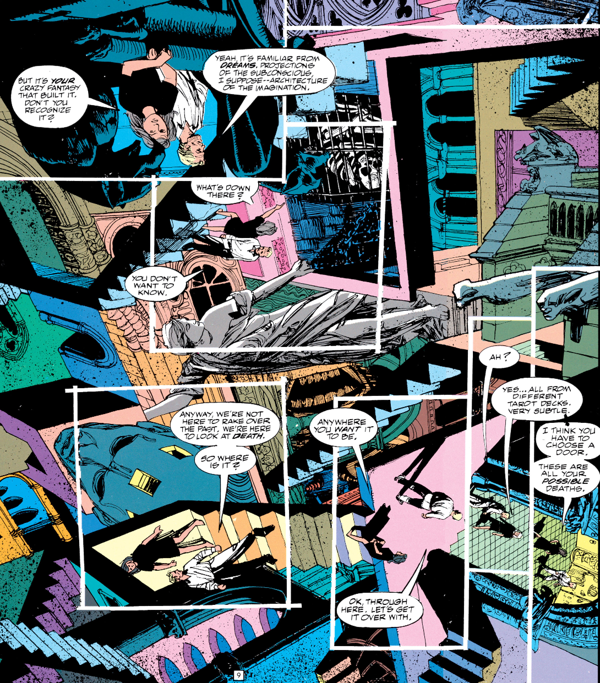 YEAH, IT'S FAMILIAR FROM
DREAMS, PROJECTIONS
OF THE SUBCONSCIOUS,
I SUPPOSE--ARCHITECTURE
OF THE IMAGINATION.
BUT IT'S YOUR
CRAZY FANTASY
THAT BUILT IT.
DON'T YOU
RECOGNIZE
IT?
WHAT'S DOWN
THERE?
YOU DON'T
WANT TO
KNOW.
ANYWAY, WE'RE NOT
HERE TO RAKE OVER
THE PAST, WE'RE HERE
TO LOOK AT DEATH.
SO WHERE
IS IT?
ANYWHERE
YOU WANT IT
TO BE.
OK, THROUGH
HERE. LET'S GET
IT OVER WITH.
AH?
YES...ALL FROM
DIFFERENT
TAROT DECKS.
VERY SUBTLE.
I THINK YOU
HAVE TO
CHOOSE A
DOOR.
THESE ARE
ALL YOUR
POSSIBLE
DEATHS.
9